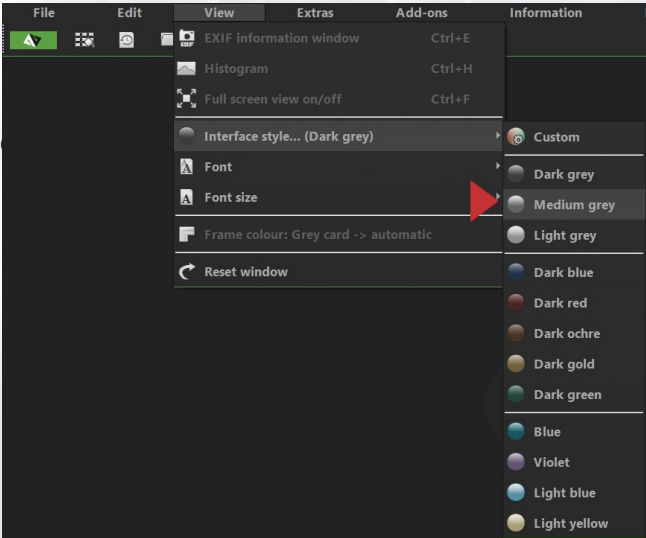 File Edit View Extras Add-ons Information
EXIF information window Ctrl+E
Histogram Ctrl+H
Full screen view on/off Ctrl+F
Interface style... (Dark grey)
Font
Font size
Frame colour: Grey card -> automatic
Reset window
Custom
Dark grey
Medium grey
Light grey
Dark blue
Dark red
Dark ochre
Dark gold
Dark green
Blue
Violet
Light blue
Light yellow